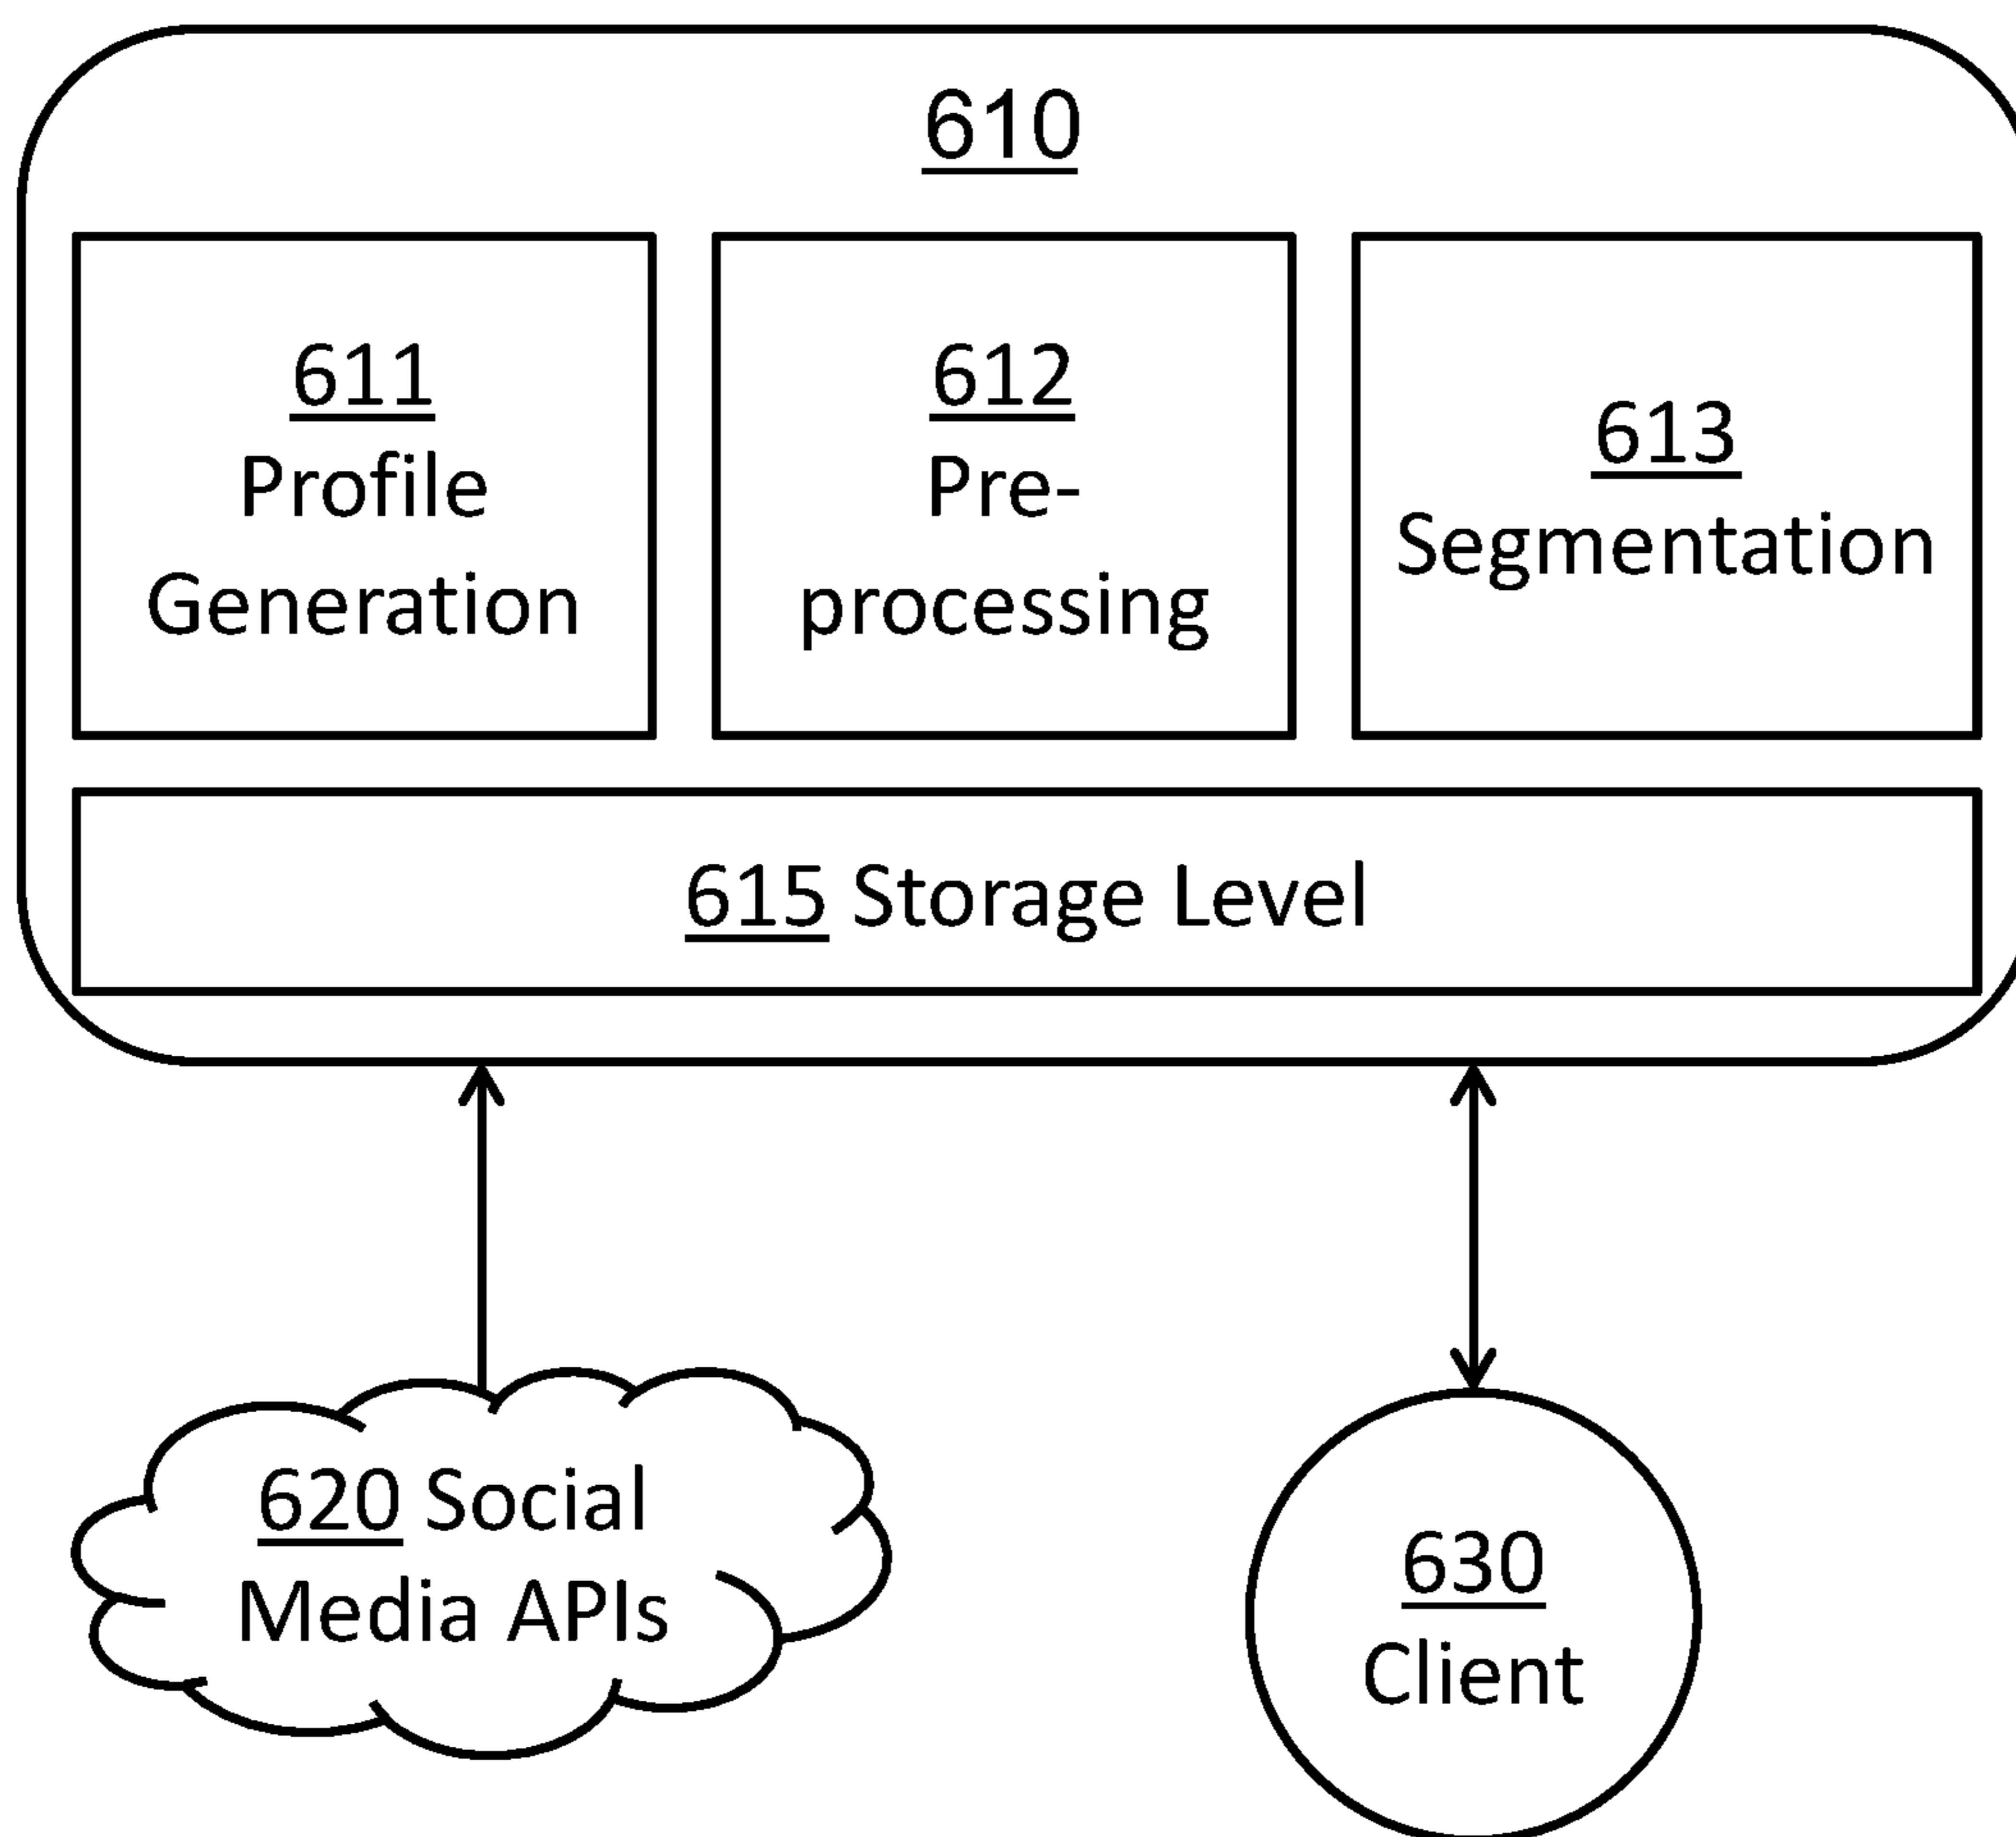 610
611
Profile
Generation
612
Pre-
processing
613
Segmentation
615 Storage Level
620 Social
Media APIs
630
Client